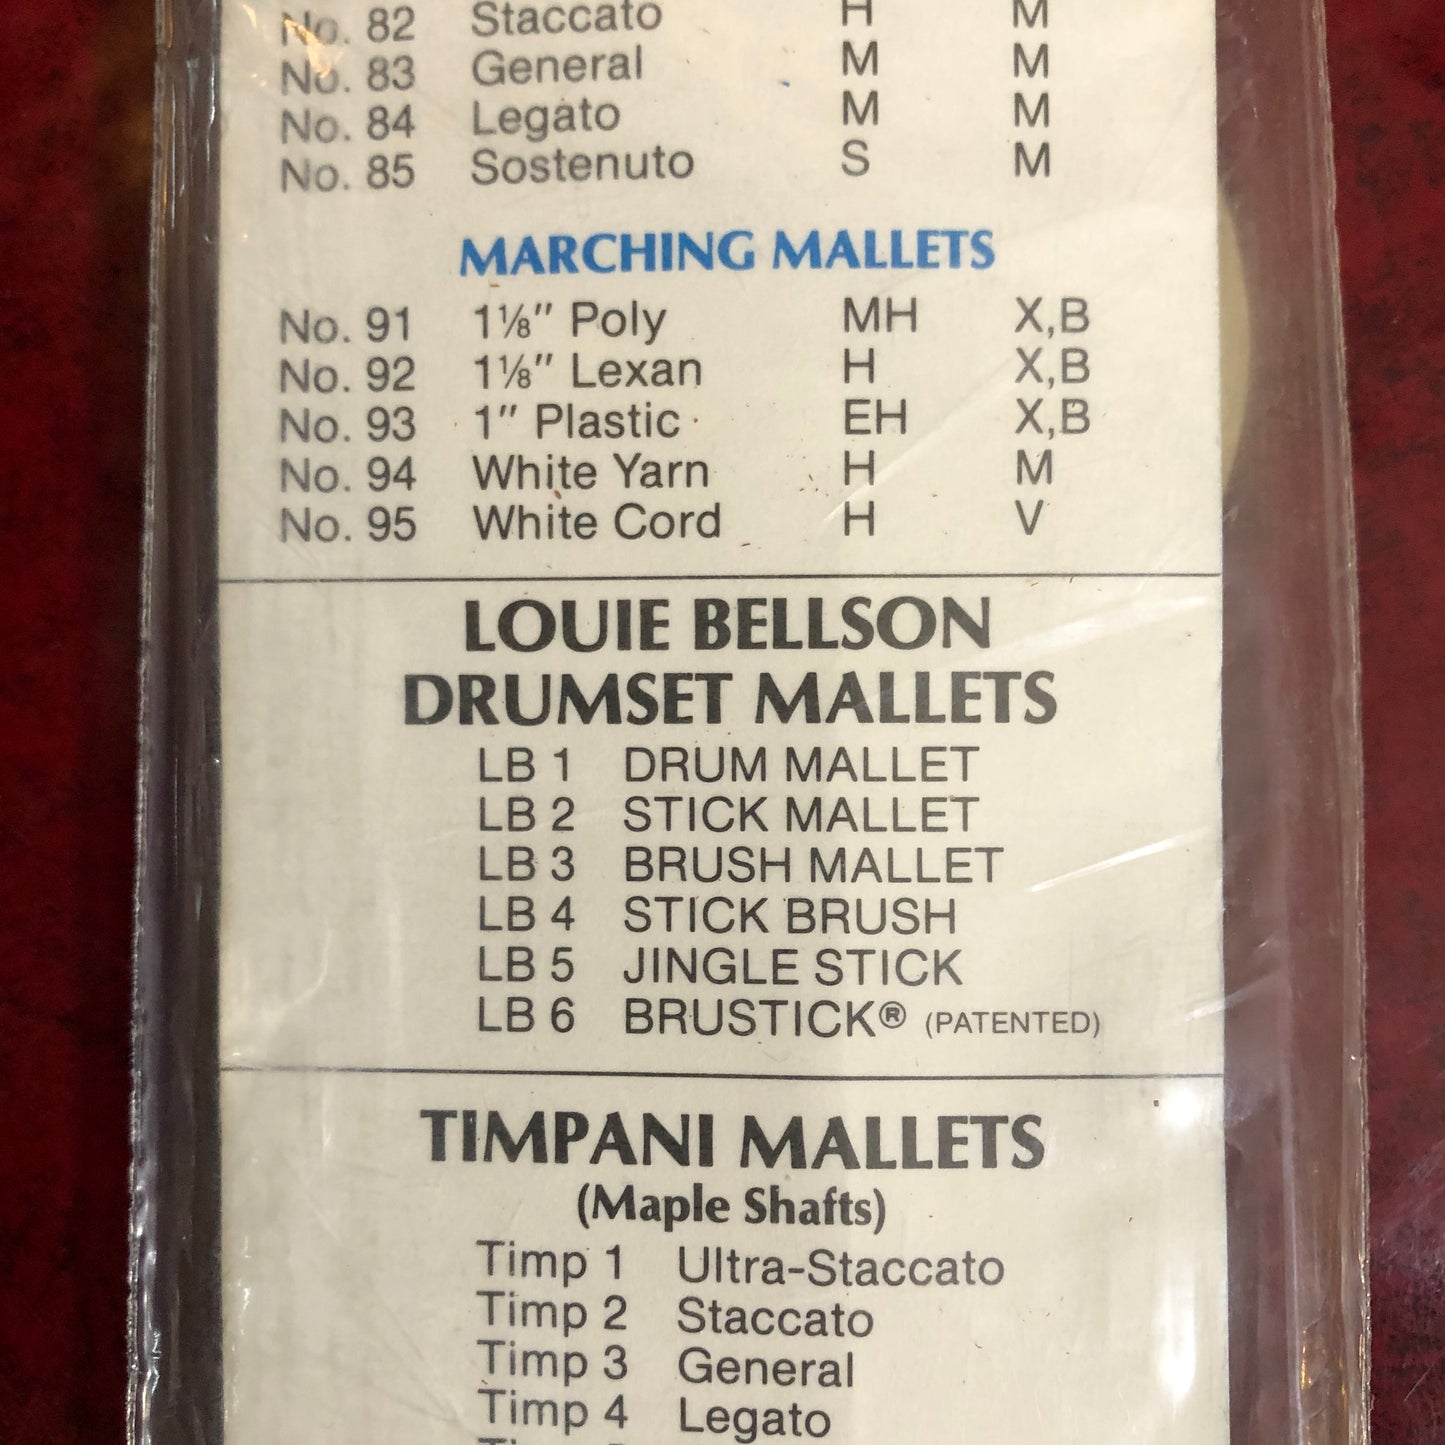 No. 82 Staccato H M
No. 83 General M M
No. 84 Legato M M
No. 85 Sostenuto S M
MARCHING MALLETS
No. 91 1⅛″ Poly MH X,B
No. 92 1⅛″ Lexan H X,B
No. 93 1″ Plastic EH X,B
No. 94 White Yarn H M
No. 95 White Cord H V
LOUIE BELLSON
DRUMSET MALLETS
LB 1 DRUM MALLET
LB 2 STICK MALLET
LB 3 BRUSH MALLET
LB 4 STICK BRUSH
LB 5 JINGLE STICK
LB 6 BRUSTICK® (PATENTED)
TIMPANI MALLETS
(Maple Shafts)
Timp 1 Ultra-Staccato
Timp 2 Staccato
Timp 3 General
Timp 4 Legato